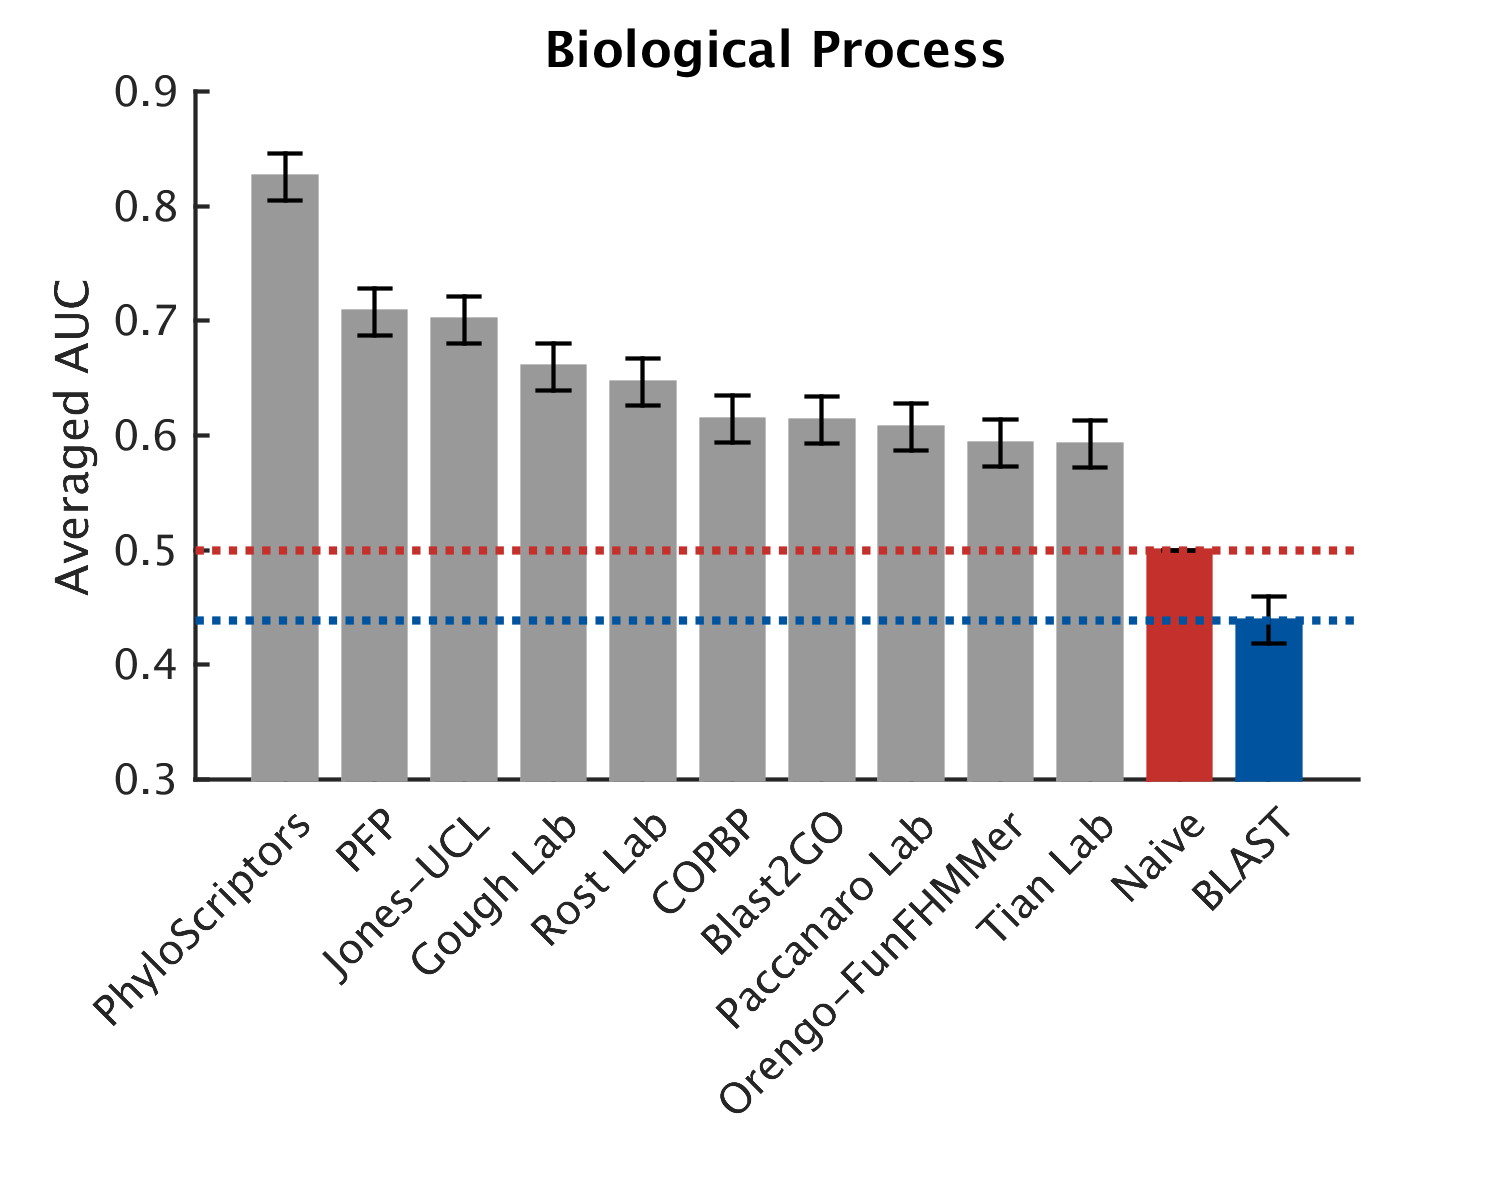 Biological Process
Averaged AUC
0.9
0.8
0.7
0.6
0.5
0.4
0.3
PhyloScriptors
PFP
Jones–UCL
Gough Lab
Rost Lab
COPBP
Blast2GO
Paccanaro Lab
Orengo–FunFHMMer
Tian Lab
Naive
BLAST